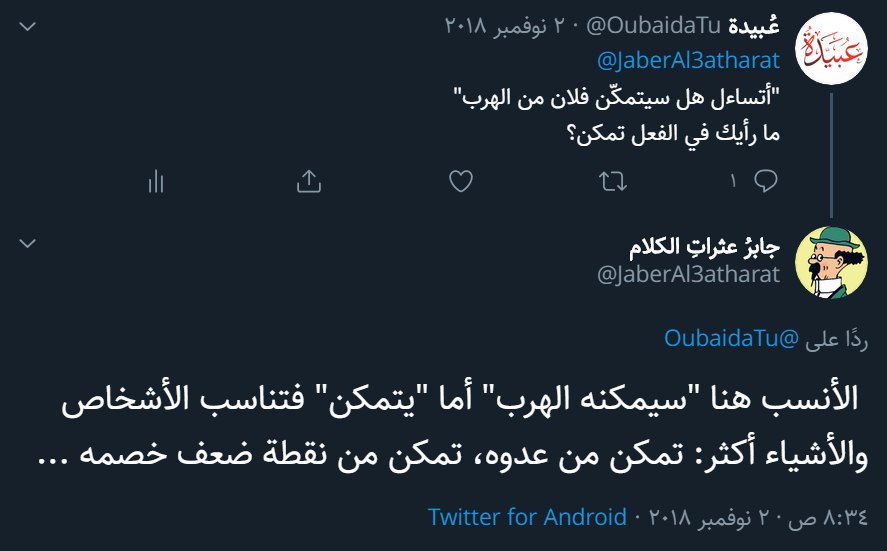 عُبيدة @OubaidaTu · ٢ نوفمبر ٢٠١٨
@JaberAl3atharat
"أتساءل هل سيتمكّن فلان من الهرب"
ما رأيك في الفعل تمكن؟
١
جابرُ عثراتِ الكلام
@JaberAl3atharat
ردًا على @OubaidaTu
الأنسب هنا "سيمكنه الهرب" أما "يتمكن" فتناسب الأشخاص
والأشياء أكثر: تمكن من عدوه، تمكن من نقطة ضعف خصمه ...
٨:٣٤ ص · ٢ نوفمبر ٢٠١٨ · Twitter for Android